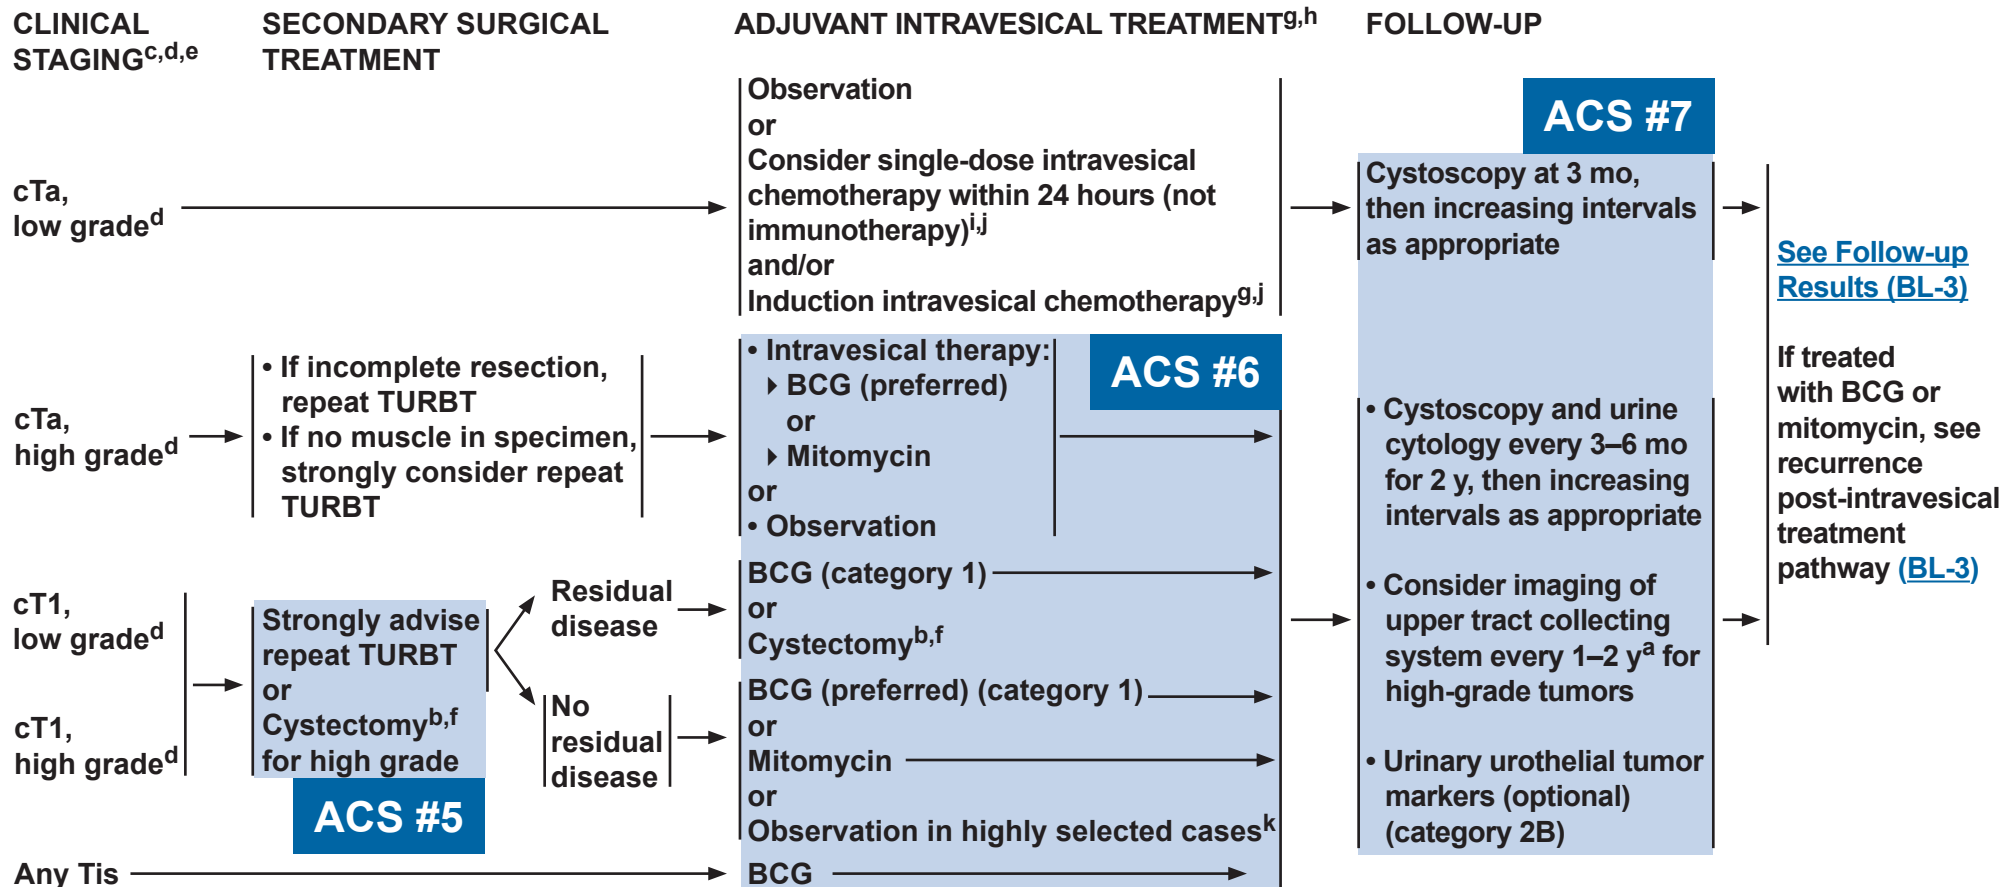 CLINICAL
STAGINGc,d,e
SECONDARY SURGICAL
TREATMENT
ADJUVANT INTRAVESICAL TREATMENTg,h
FOLLOW-UP
cTa,
low graded
Observation
or
Consider single-dose intravesical
chemotherapy within 24 hours (not
immunotherapy)i,j
and/or
Induction intravesical chemotherapyg,j
ACS #7
Cystoscopy at 3 mo,
then increasing intervals
as appropriate
cTa,
high graded
• If incomplete resection,
repeat TURBT
• If no muscle in specimen,
strongly consider repeat
TURBT
• Intravesical therapy:
BCG (preferred)
or
Mitomycin
or
• Observation
ACS #6
cT1,
low graded
cT1,
high graded
Strongly advise
repeat TURBT
or
Cystectomyb,f
for high grade
ACS #5
Residual
disease
BCG (category 1)
or
Cystectomyb,f
No
residual
disease
BCG (preferred) (category 1)
or
Mitomycin
or
Observation in highly selected casesk
Any Tis
BCG
• Cystoscopy and urine
cytology every 3–6 mo
for 2 y, then increasing
intervals as appropriate
• Consider imaging of
upper tract collecting
system every 1–2 ya for
high-grade tumors
• Urinary urothelial tumor
markers (optional)
(category 2B)
See Follow-up
Results (BL-3)
If treated
with BCG or
mitomycin, see
recurrence
post-intravesical
treatment
pathway (BL-3)